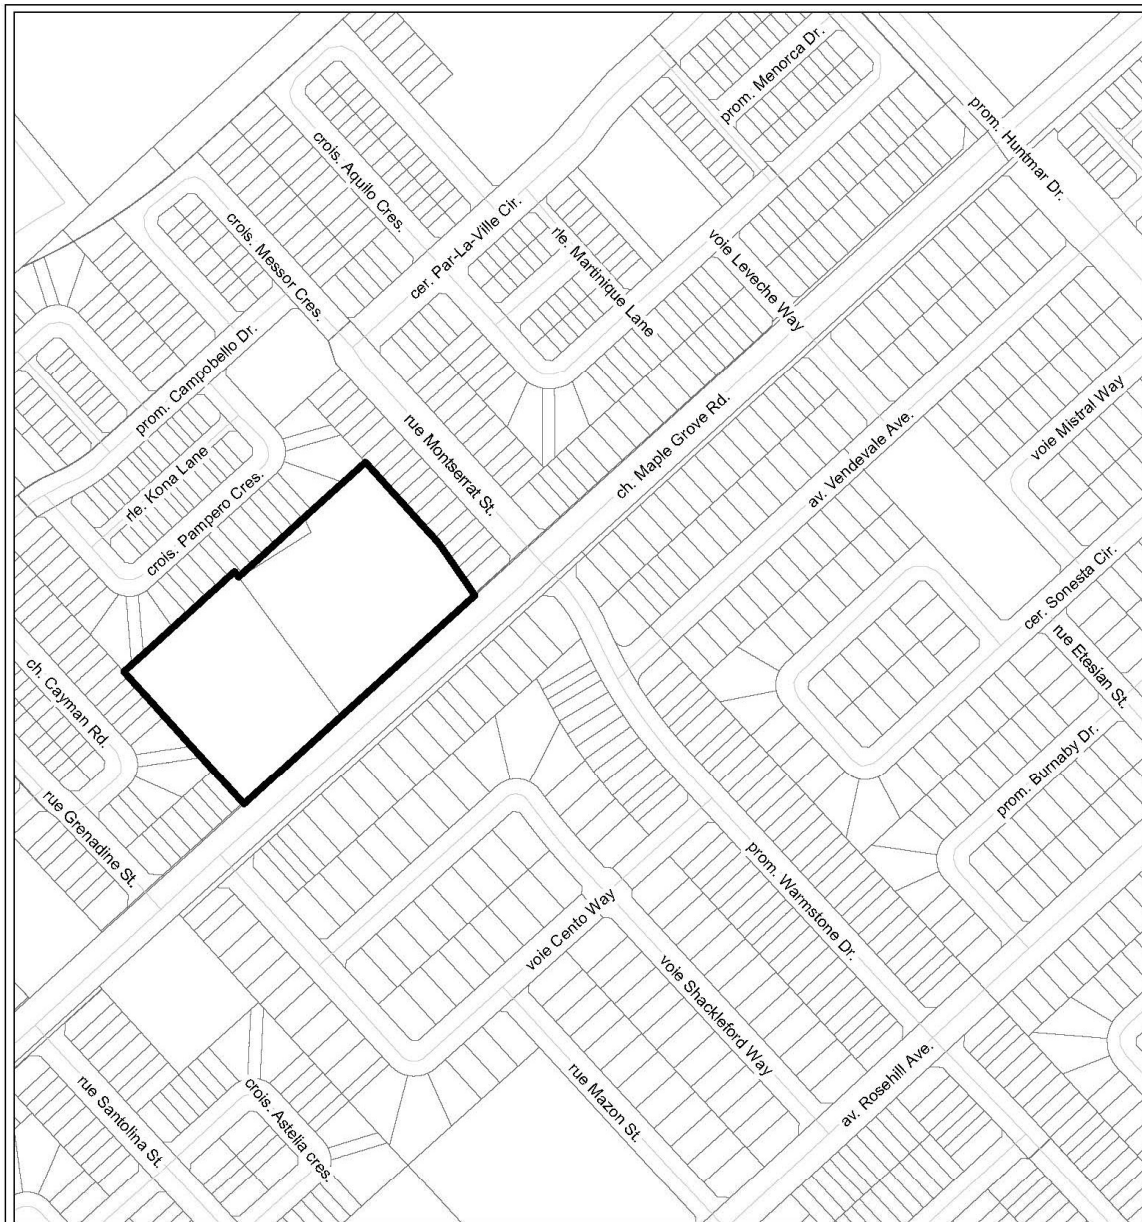 prom. Menorca Dr.
prom. Huntmar Dr.
crois. Aquilo Cres.
cer. Par-La-Ville Cir.
crois. Messor Cres.
rle. Martinique Lane
voie Leveche Way
prom. Campobello Dr.
ch. Maple Grove Rd.
voie Mistral Way
rue Montserrat St.
av. Vendevale Ave.
rle. Kona Lane
crois. Pampero Cres.
cer. Sonesta Cir.
rue Etesian St.
ch. Cayman Rd.
prom. Burnaby Dr.
rue Grenadine St.
prom. Warmstone Dr.
voie Cento Way
voie Shackleford Way
av. Rosehill Ave.
rue Mazon St.
rue Santolina St.
crois. Astelia cres.